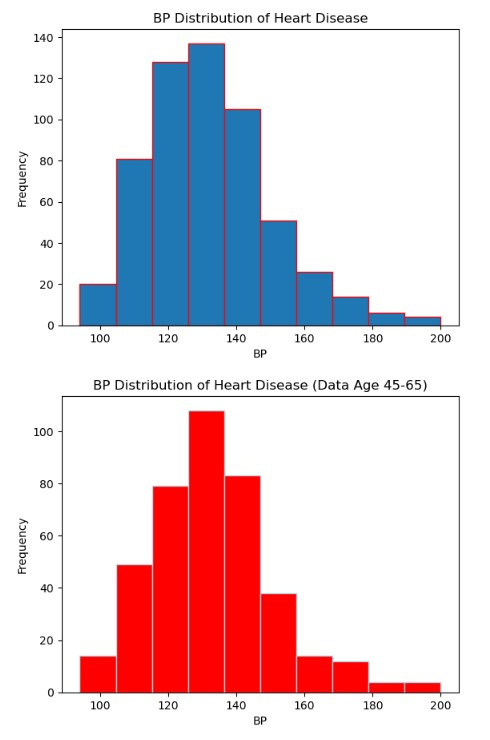 BP Distribution of Heart Disease
140
120
100
80
60
40
20
0
Frequency
100 120 140 160 180 200
BP
BP Distribution of Heart Disease (Data Age 45-65)
100
80
60
40
20
0
Frequency
100 120 140 160 180 200
BP